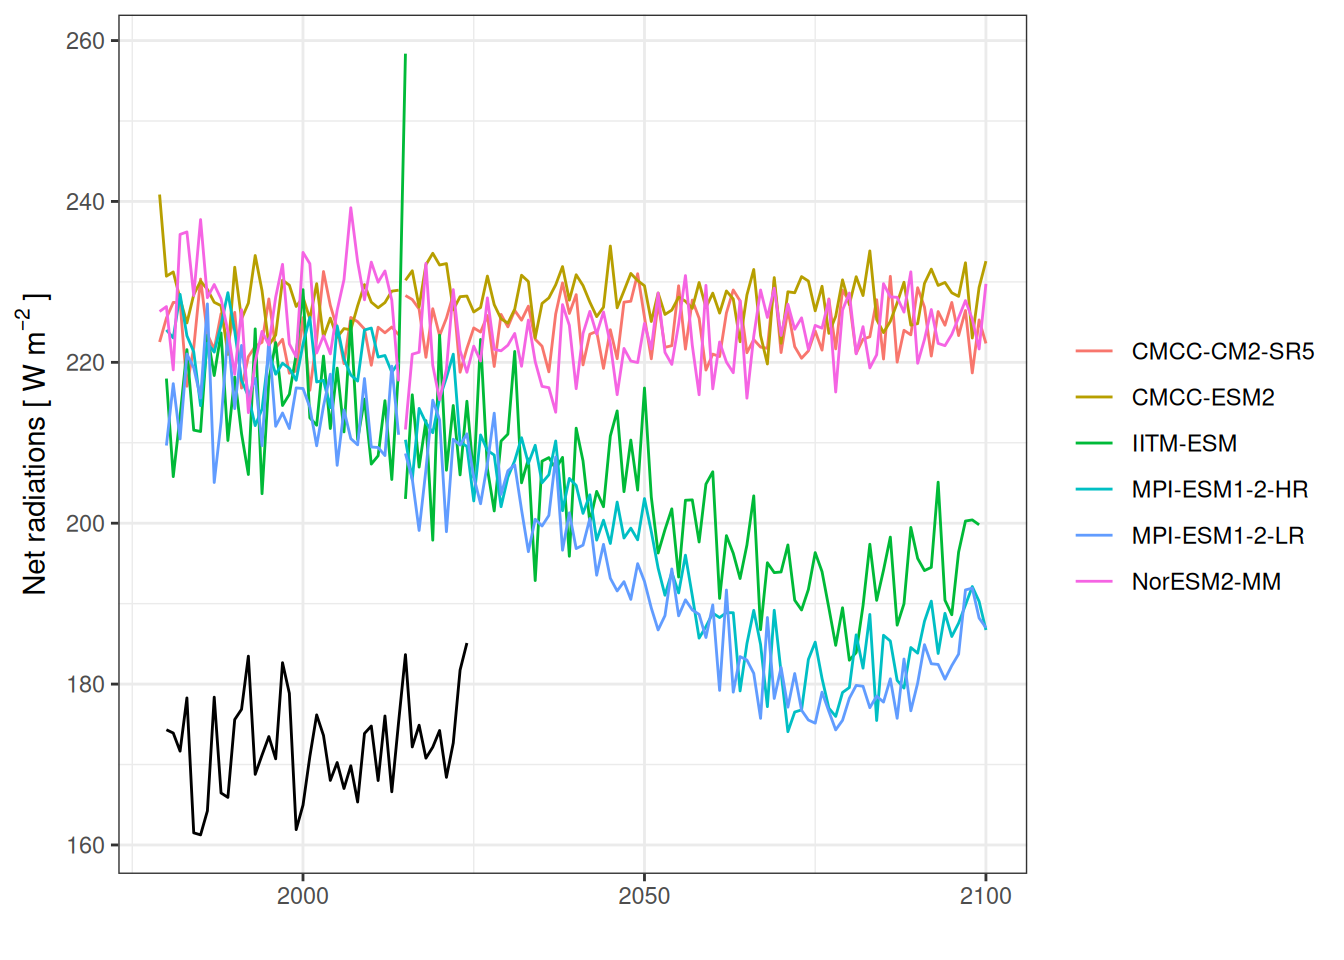 Net radiations [ W m⁻² ]
260
240
220
200
180
160
2000
2050
2100
CMCC-CM2-SR5
CMCC-ESM2
IITM-ESM
MPI-ESM1-2-HR
MPI-ESM1-2-LR
NorESM2-MM